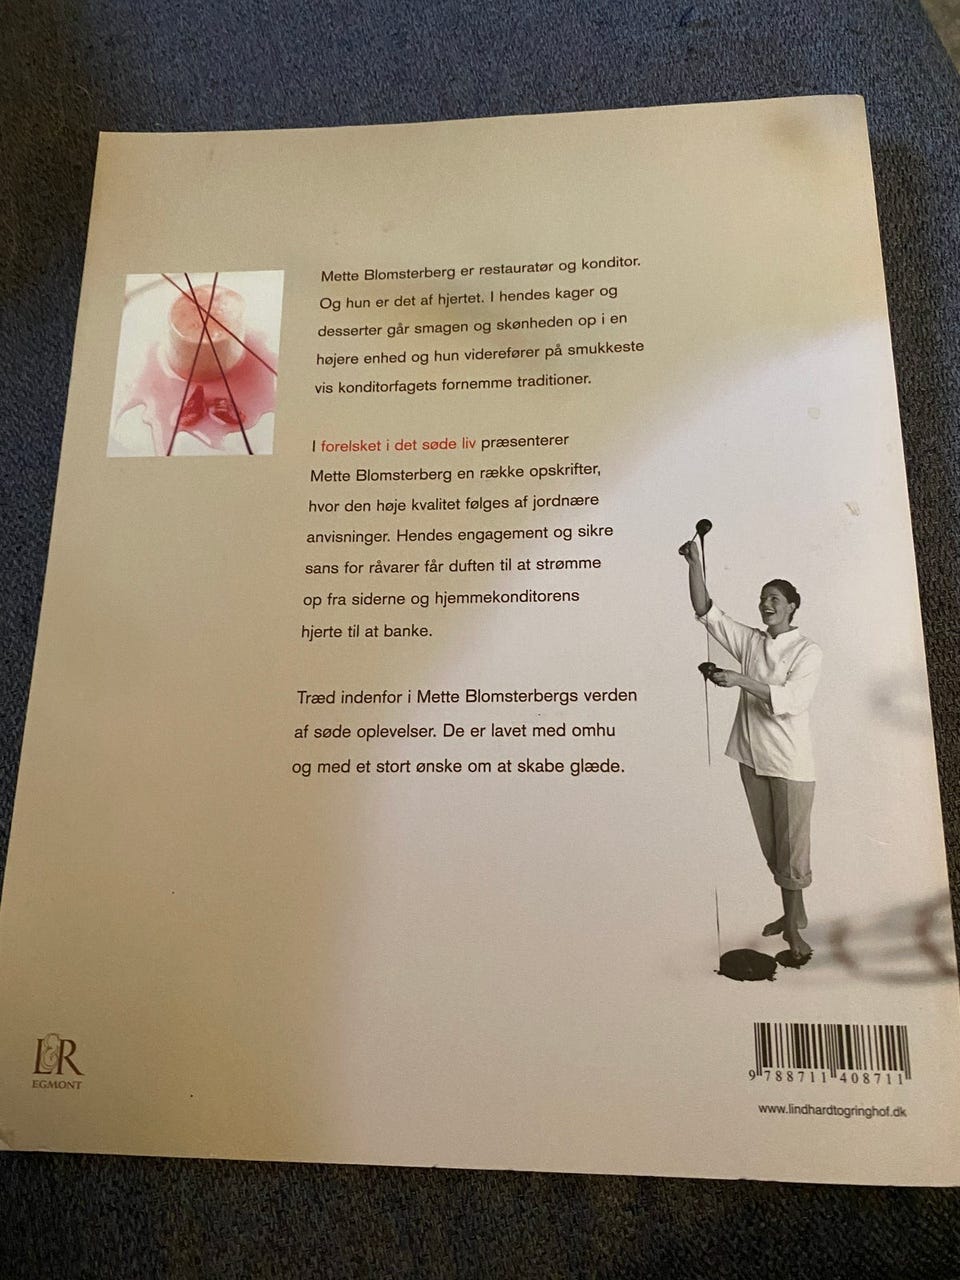 Mette Blomsterberg er restauratør og konditor.
Og hun er det af hjertet. I hendes kager og
desserter går smagen og skønheden op i en
højere enhed og hun viderefører på smukkeste
vis konditorfagets fornemme traditioner.
I forelsket i det søde liv præsenterer
Mette Blomsterberg en række opskrifter,
hvor den høje kvalitet følges af jordnære
anvisninger. Hendes engagement og sikre
sans for råvarer får duften til at strømme
op fra siderne og hjemmekonditorens
hjerte til at banke.
Træd indenfor i Mette Blomsterbergs verden
af søde oplevelser. De er lavet med omhu
og med et stort ønske om at skabe glæde.
L&R
EGMONT
9 788711 408711
www.lindhardtogringhof.dk